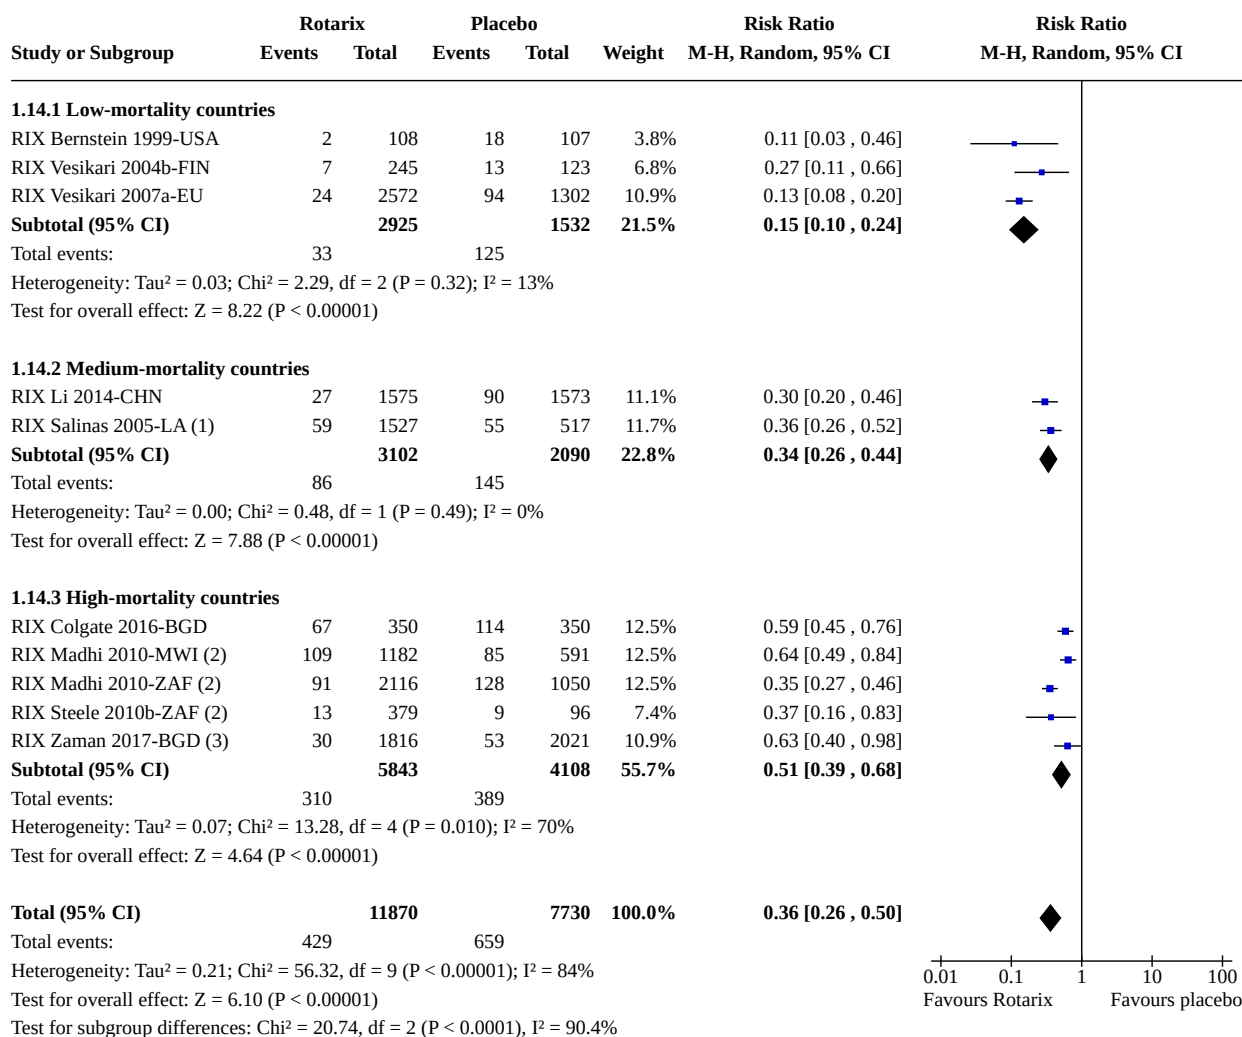 Rotarix Placebo Risk Ratio Risk Ratio
Study or Subgroup Events Total Events Total Weight M-H, Random, 95% CI M-H, Random, 95% CI
1.14.1 Low-mortality countries
RIX Bernstein 1999-USA 2 108 18 107 3.8% 0.11 [0.03 , 0.46]
RIX Vesikari 2004b-FIN 7 245 13 123 6.8% 0.27 [0.11 , 0.66]
RIX Vesikari 2007a-EU 24 2572 94 1302 10.9% 0.13 [0.08 , 0.20]
Subtotal (95% CI) 2925 1532 21.5% 0.15 [0.10 , 0.24]
Total events: 33 125
Heterogeneity: Tau² = 0.03; Chi² = 2.29, df = 2 (P = 0.32); I² = 13%
Test for overall effect: Z = 8.22 (P < 0.00001)
1.14.2 Medium-mortality countries
RIX Li 2014-CHN 27 1575 90 1573 11.1% 0.30 [0.20 , 0.46]
RIX Salinas 2005-LA (1) 59 1527 55 517 11.7% 0.36 [0.26 , 0.52]
Subtotal (95% CI) 3102 2090 22.8% 0.34 [0.26 , 0.44]
Total events: 86 145
Heterogeneity: Tau² = 0.00; Chi² = 0.48, df = 1 (P = 0.49); I² = 0%
Test for overall effect: Z = 7.88 (P < 0.00001)
1.14.3 High-mortality countries
RIX Colgate 2016-BGD 67 350 114 350 12.5% 0.59 [0.45 , 0.76]
RIX Madhi 2010-MWI (2) 109 1182 85 591 12.5% 0.64 [0.49 , 0.84]
RIX Madhi 2010-ZAF (2) 91 2116 128 1050 12.5% 0.35 [0.27 , 0.46]
RIX Steele 2010b-ZAF (2) 13 379 9 96 7.4% 0.37 [0.16 , 0.83]
RIX Zaman 2017-BGD (3) 30 1816 53 2021 10.9% 0.63 [0.40 , 0.98]
Subtotal (95% CI) 5843 4108 55.7% 0.51 [0.39 , 0.68]
Total events: 310 389
Heterogeneity: Tau² = 0.07; Chi² = 13.28, df = 4 (P = 0.010); I² = 70%
Test for overall effect: Z = 4.64 (P < 0.00001)
Total (95% CI) 11870 7730 100.0% 0.36 [0.26 , 0.50]
Total events: 429 659
Heterogeneity: Tau² = 0.21; Chi² = 56.32, df = 9 (P < 0.00001); I² = 84%
0.01 0.1 1 10 100
Test for overall effect: Z = 6.10 (P < 0.00001)
Favours Rotarix Favours placebo
Test for subgroup differences: Chi² = 20.74, df = 2 (P < 0.0001), I² = 90.4%